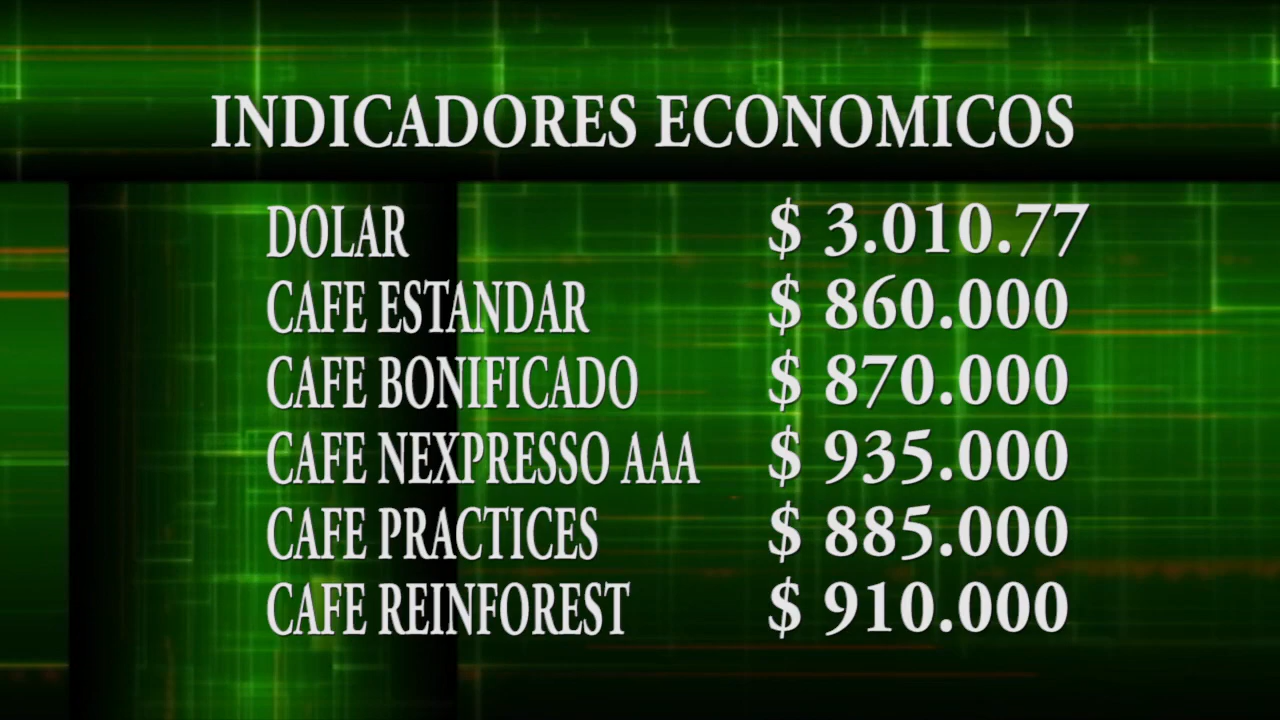 INDICADORES ECONOMICOS
DOLAR $ 3.010.77
CAFE ESTANDAR $ 860.000
CAFE BONIFICADO $ 870.000
CAFE NEXPRESSO AAA $ 935.000
CAFE PRACTICES $ 885.000
CAFE REINFOREST $ 910.000